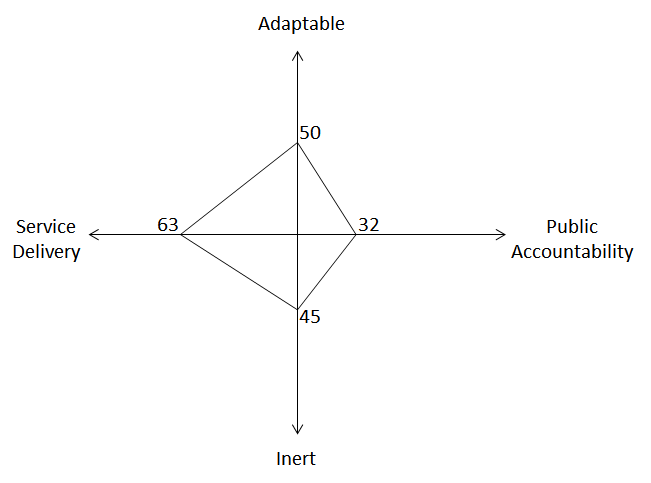 Adaptable
50
63
32
Service
Delivery
Public
Accountability
45
Inert